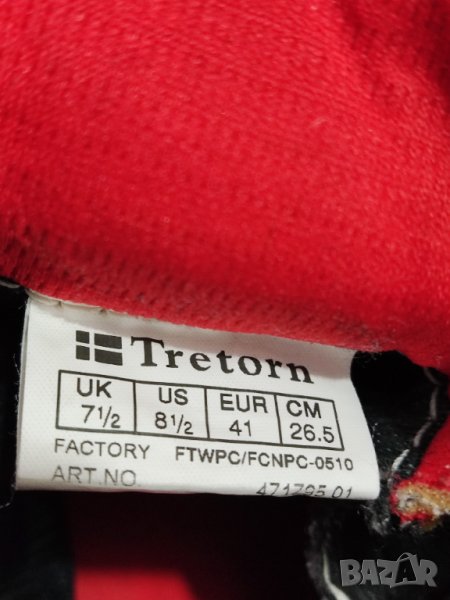 Tretorn
UK US EUR CM
7½ 8½ 41 26.5
FACTORY FTWPC/FCNPC-0510
ART.NO. 471795 01
BAZAR